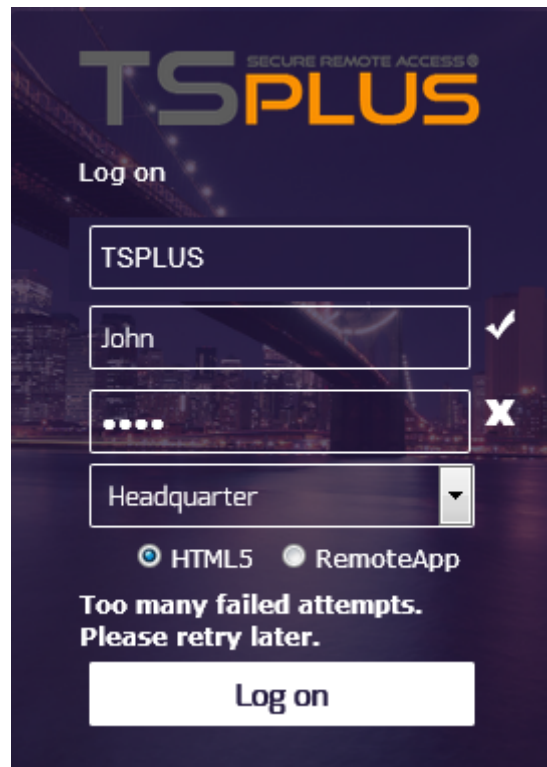 SECURE REMOTE ACCESS®
TSPLUS
Log on
TSPLUS
John
Headquarter
HTML5 RemoteApp
Too many failed attempts.
Please retry later.
Log on